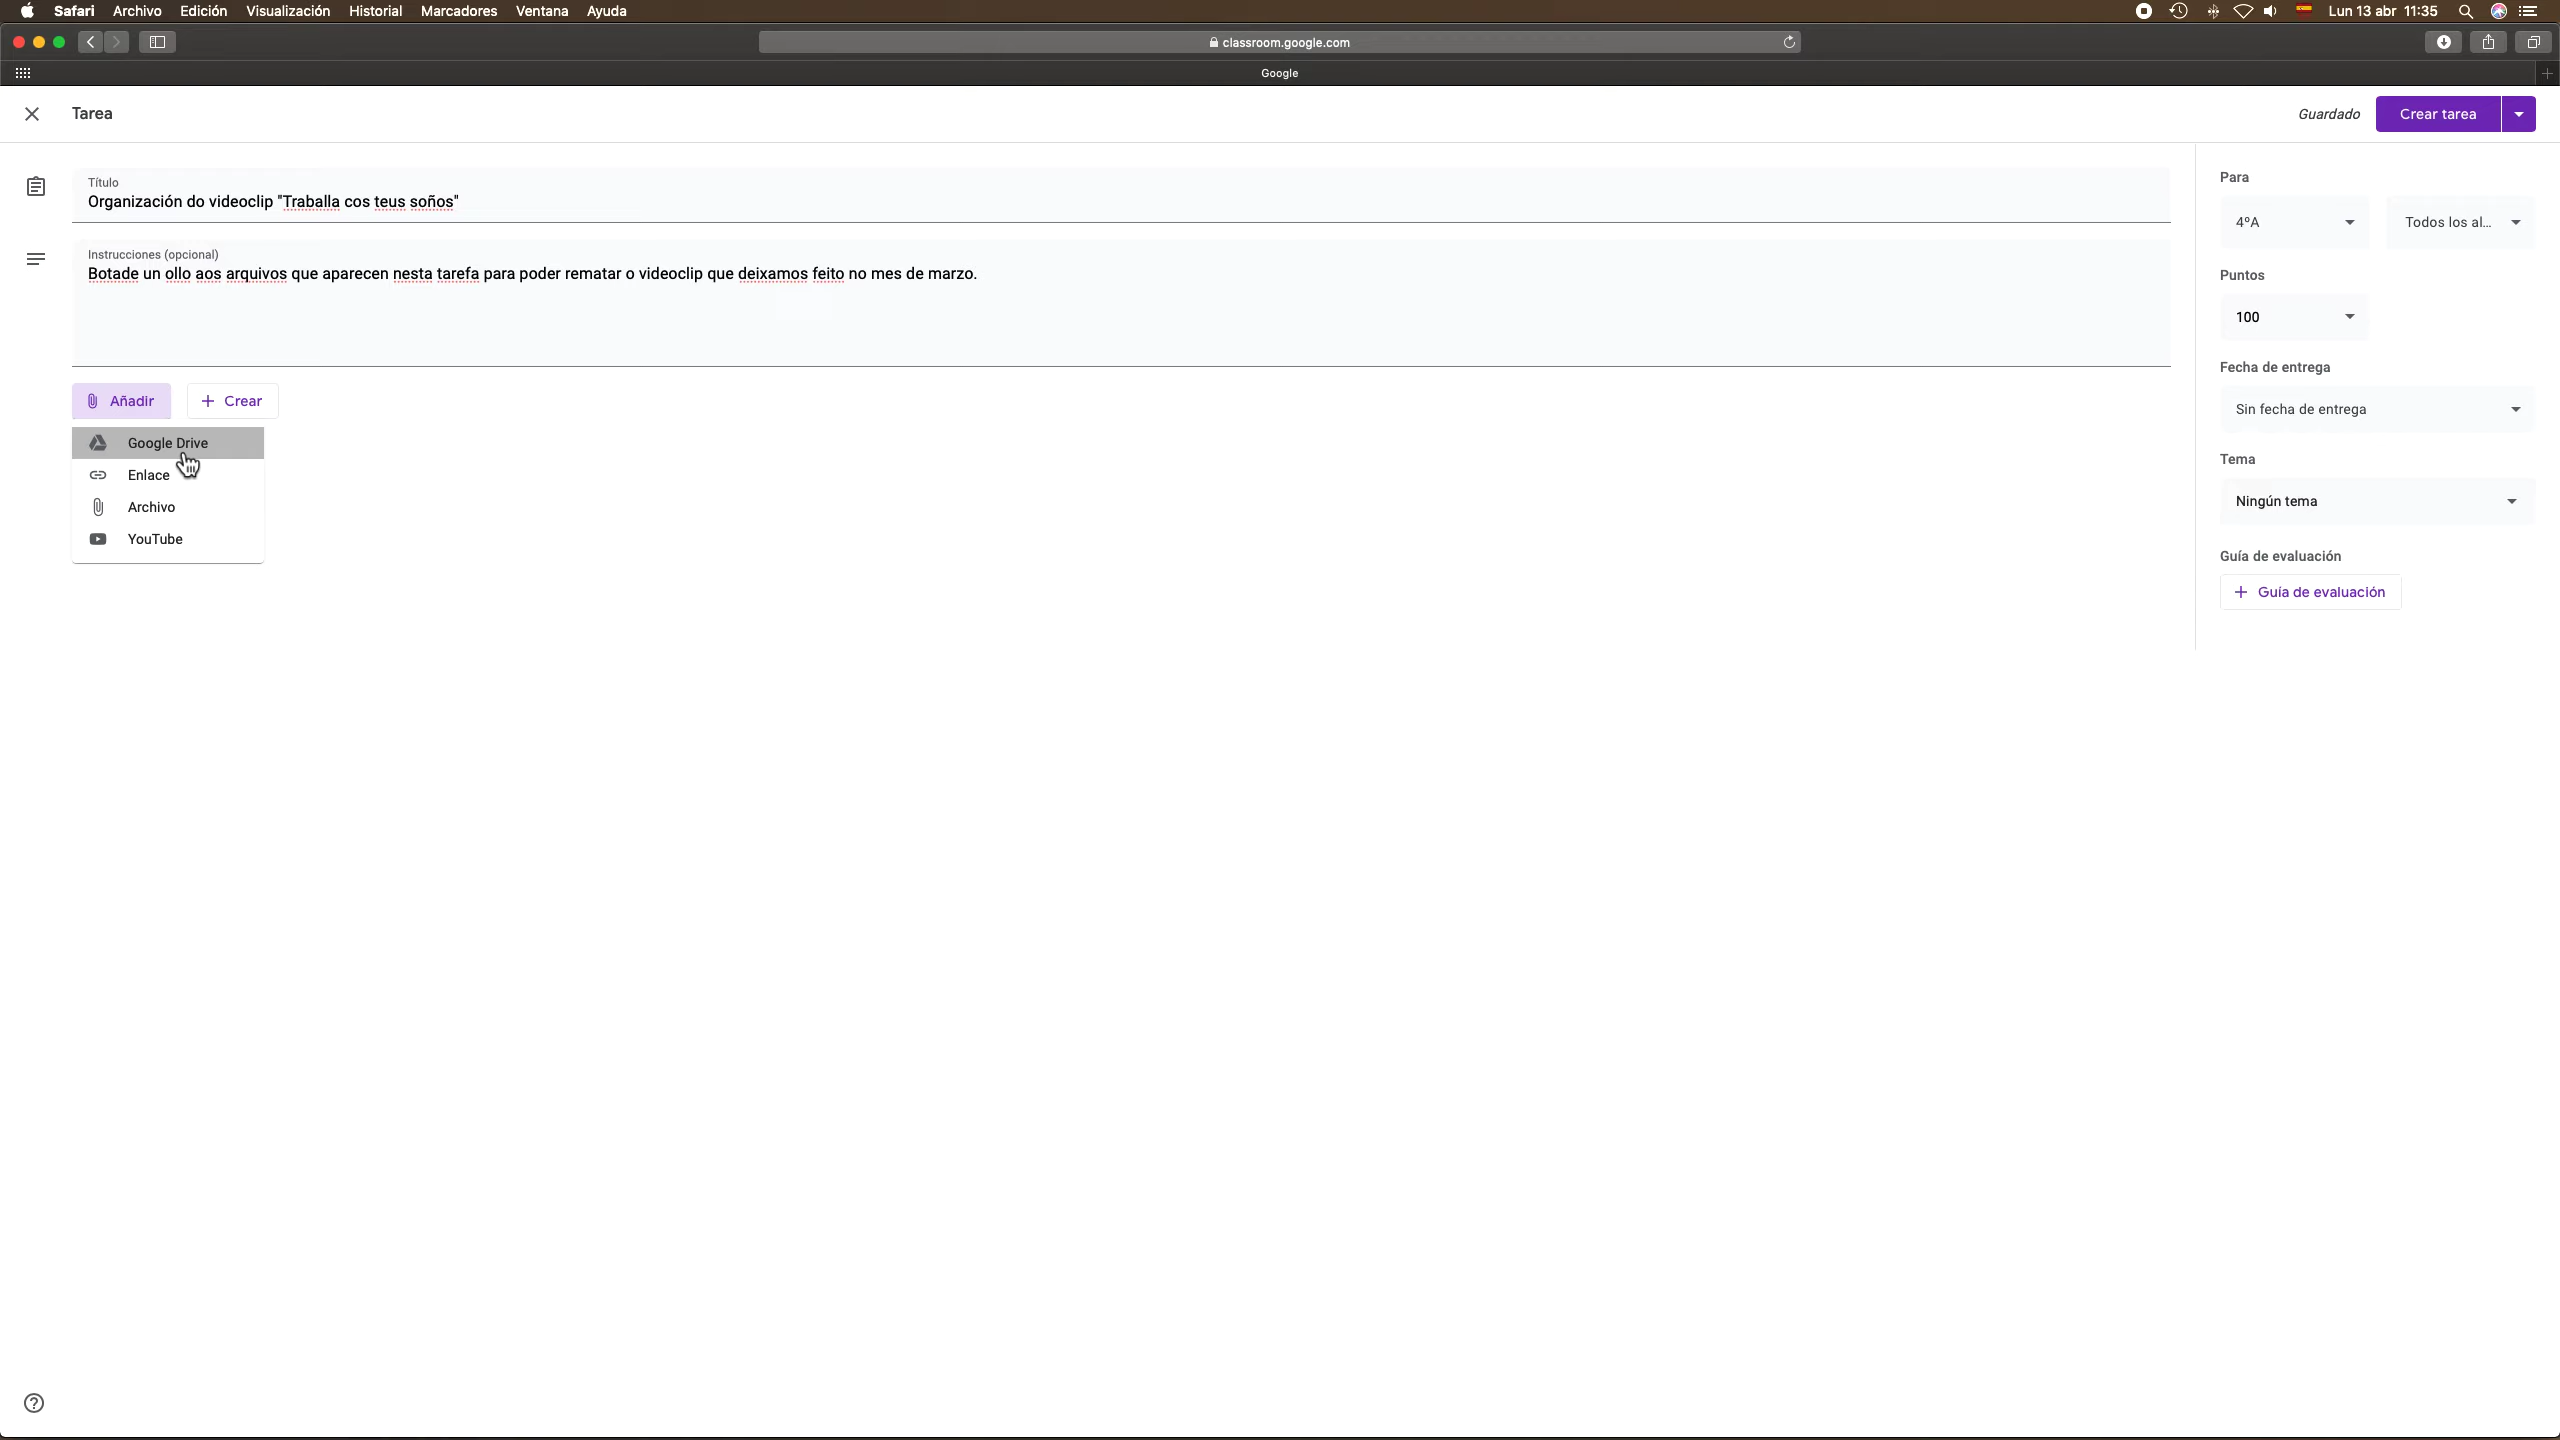 Safari Archivo Edición Visualización Historial Marcadores Ventana Ayuda Lun 13 abr 11:35
classroom.google.com
Google
Tarea
Guardado
Crear tarea
Título
Organización do videoclip "Traballa cos teus soños"
Instrucciones (opcional)
Botade un ollo aos arquivos que aparecen nesta tarefa para poder rematar o videoclip que deixamos feito no mes de marzo.
Añadir
Crear
Google Drive
Enlace
Archivo
YouTube
Para
4ºA
Todos los al...
Puntos
100
Fecha de entrega
Sin fecha de entrega
Tema
Ningún tema
Guía de evaluación
Guía de evaluación